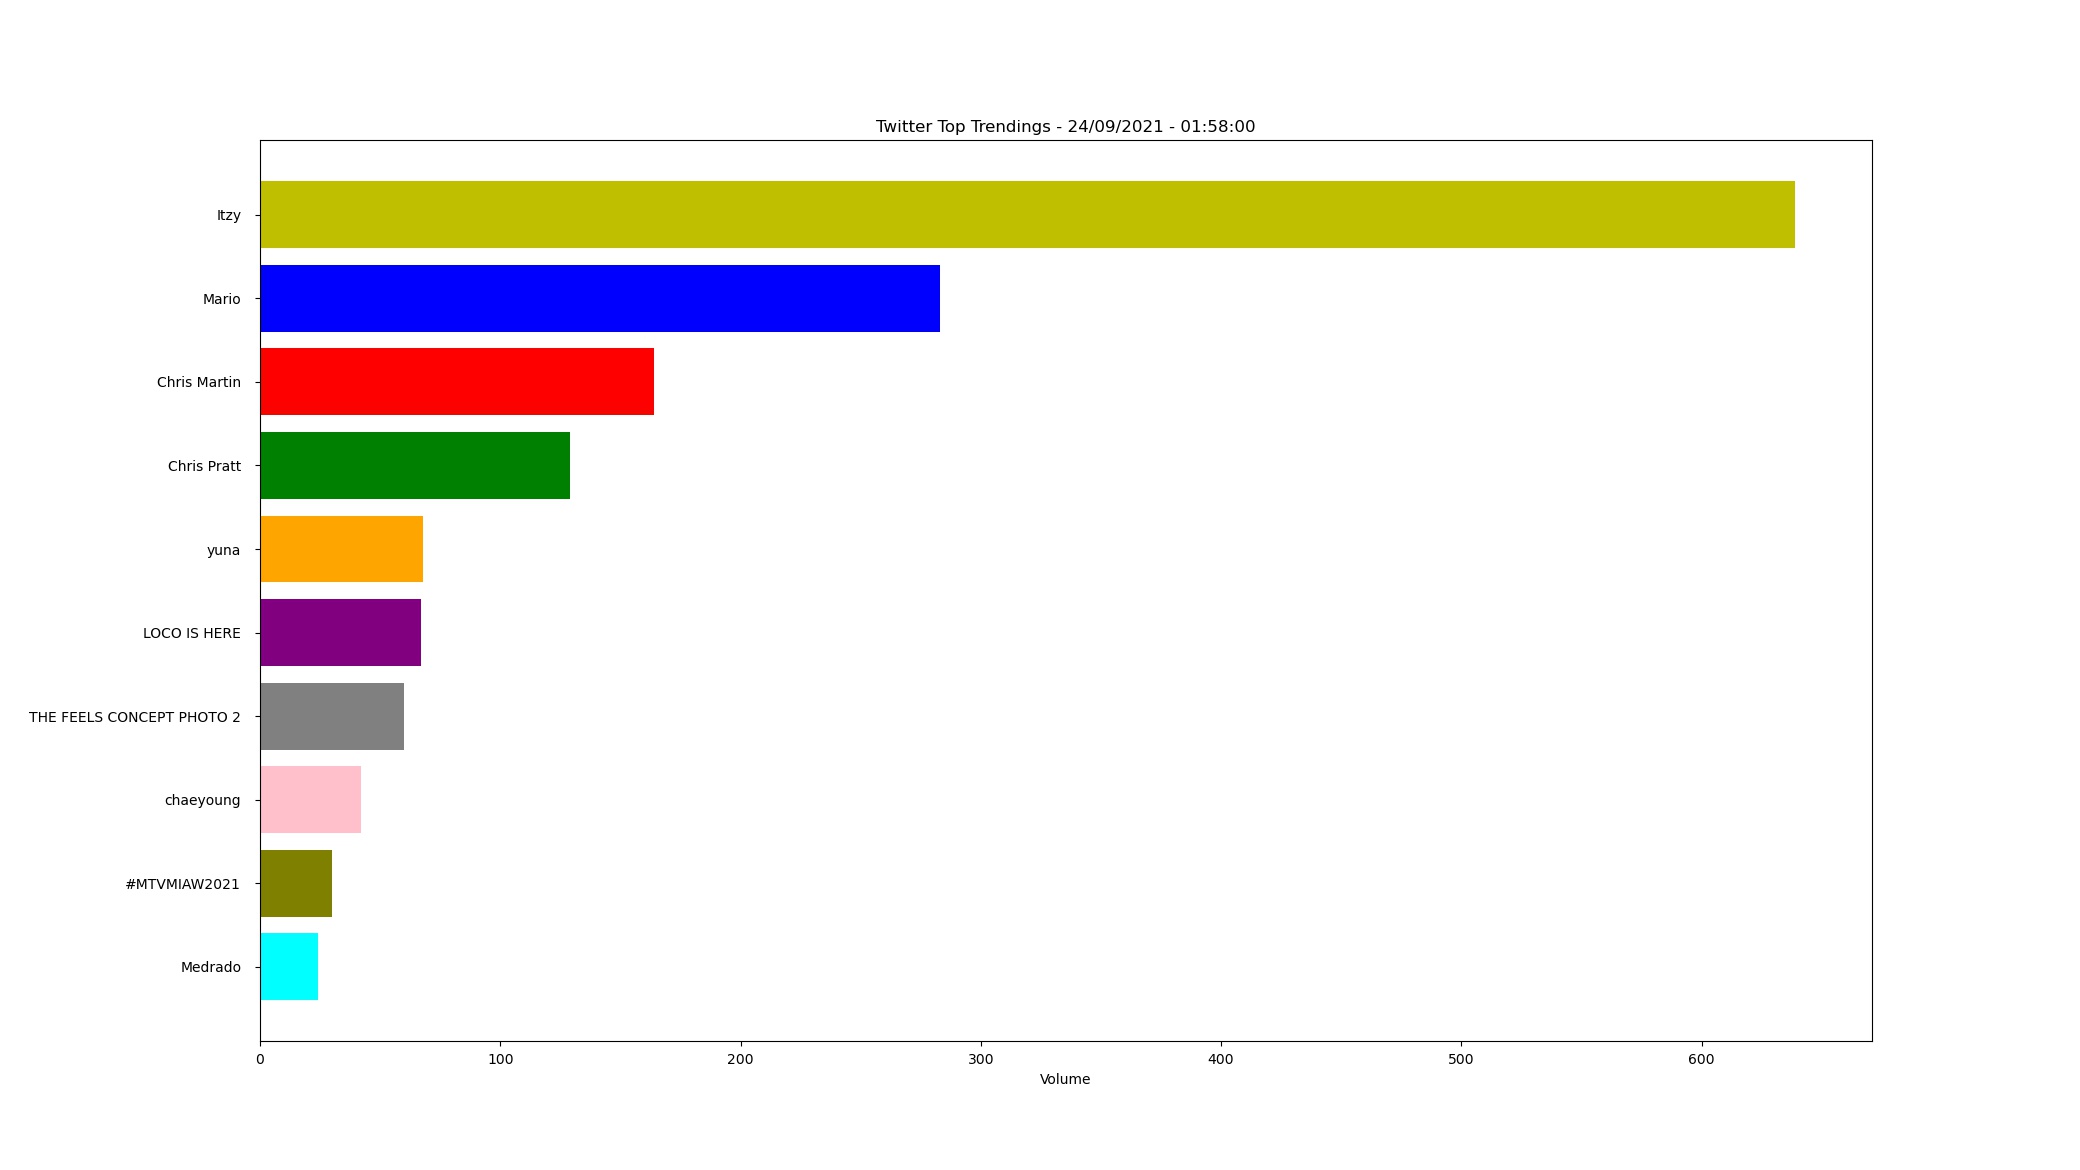 Twitter Top Trendings - 24/09/2021 - 01:58:00
Itzy
Mario
Chris Martin
Chris Pratt
yuna
LOCO IS HERE
THE FEELS CONCEPT PHOTO 2
chaeyoung
#MTVMIAW2021
Medrado
0 100 200 300 400 500 600
Volume